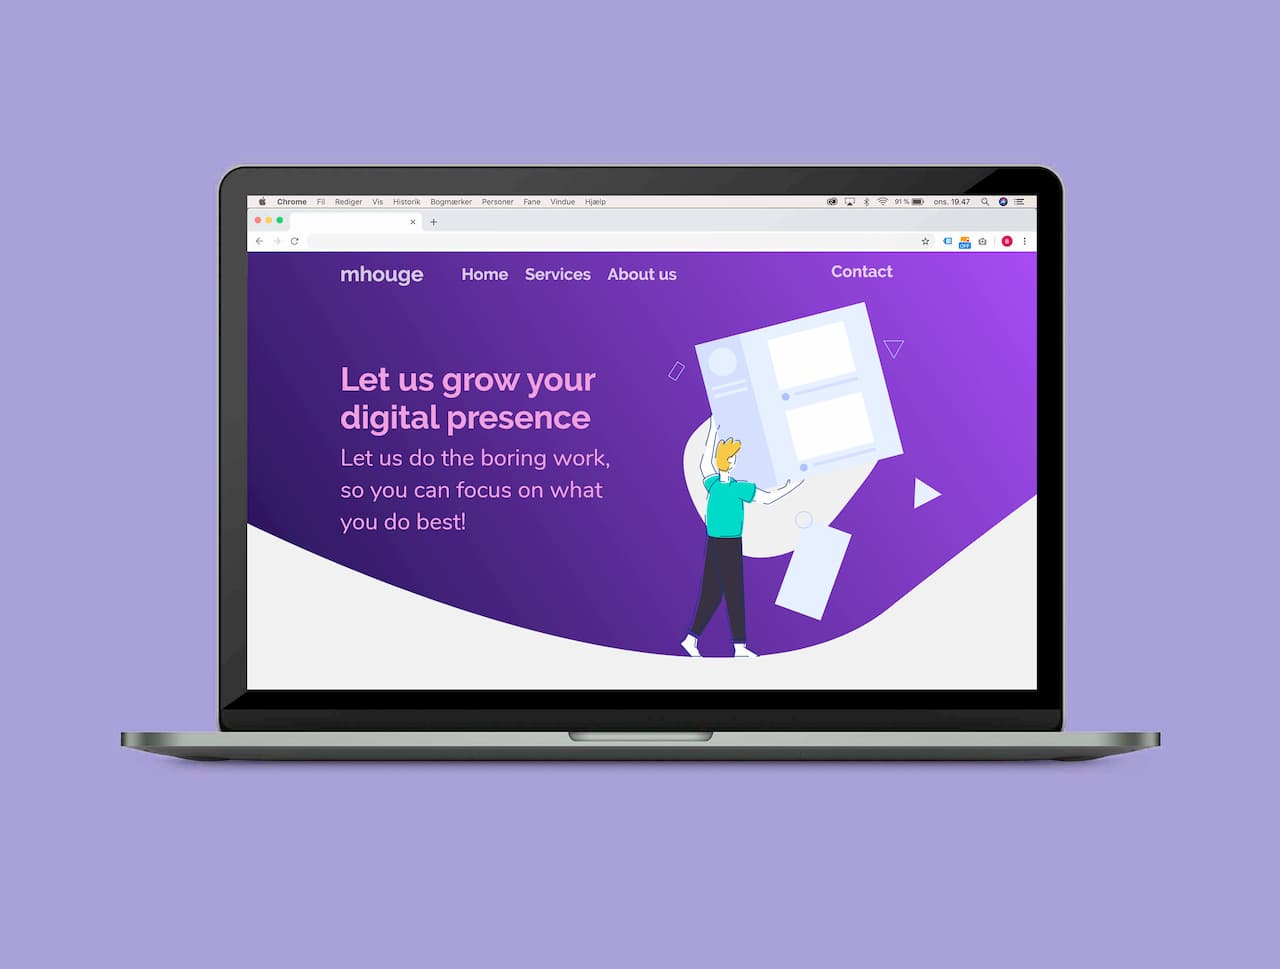 Chrome Fil Rediger Vis Historik Bogmærker Personer Fane Vindue Hjælp 91 % ons. 19.47
mhouge Home Services About us Contact
Let us grow your
digital presence
Let us do the boring work,
so you can focus on what
you do best!